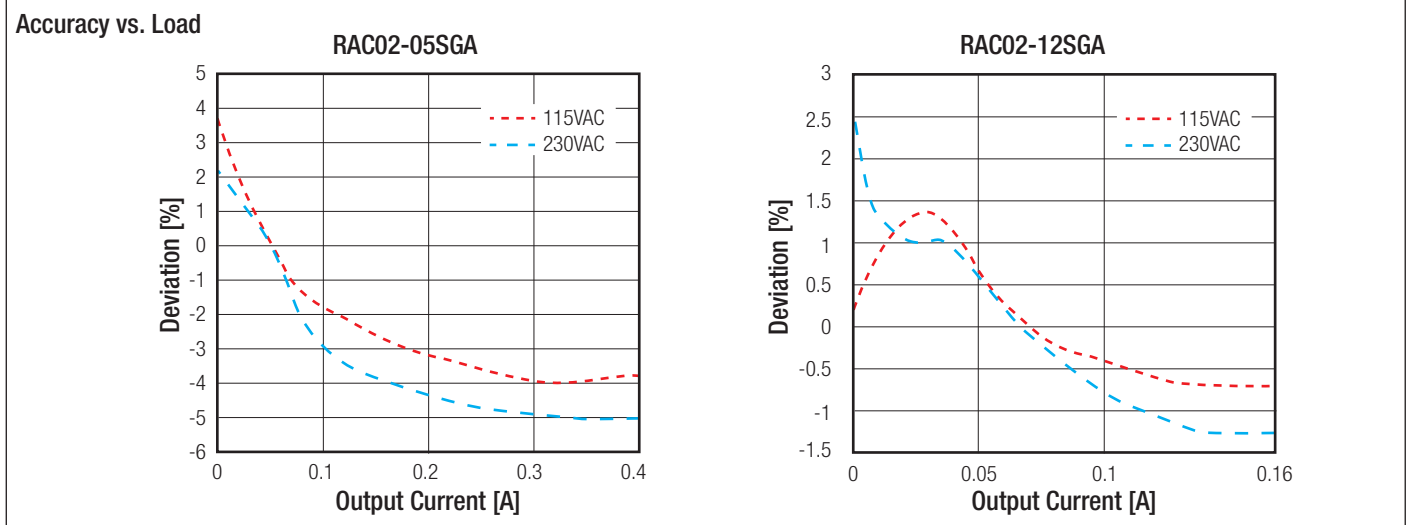 Accuracy vs. Load
RAC02-05SGA
5
4
3
2
1
0
-1
-2
-3
-4
-5
-6
Deviation [%]
115VAC
230VAC
0
0.1
0.2
0.3
0.4
Output Current [A]
RAC02-12SGA
3
2.5
2
1.5
1
0.5
0
-0.5
-1
-1.5
Deviation [%]
115VAC
230VAC
0
0.05
0.1
0.16
Output Current [A]